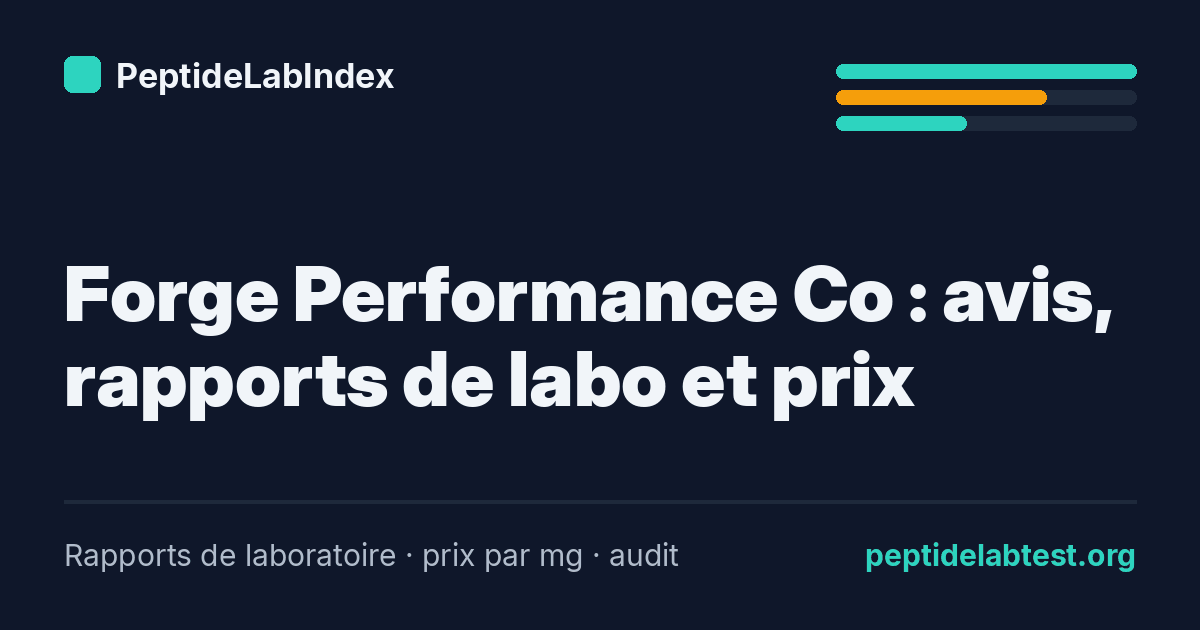 PeptideLabIndex
Forge Performance Co : avis,
rapports de labo et prix
Rapports de laboratoire · prix par mg · audit
peptidelabtest.org